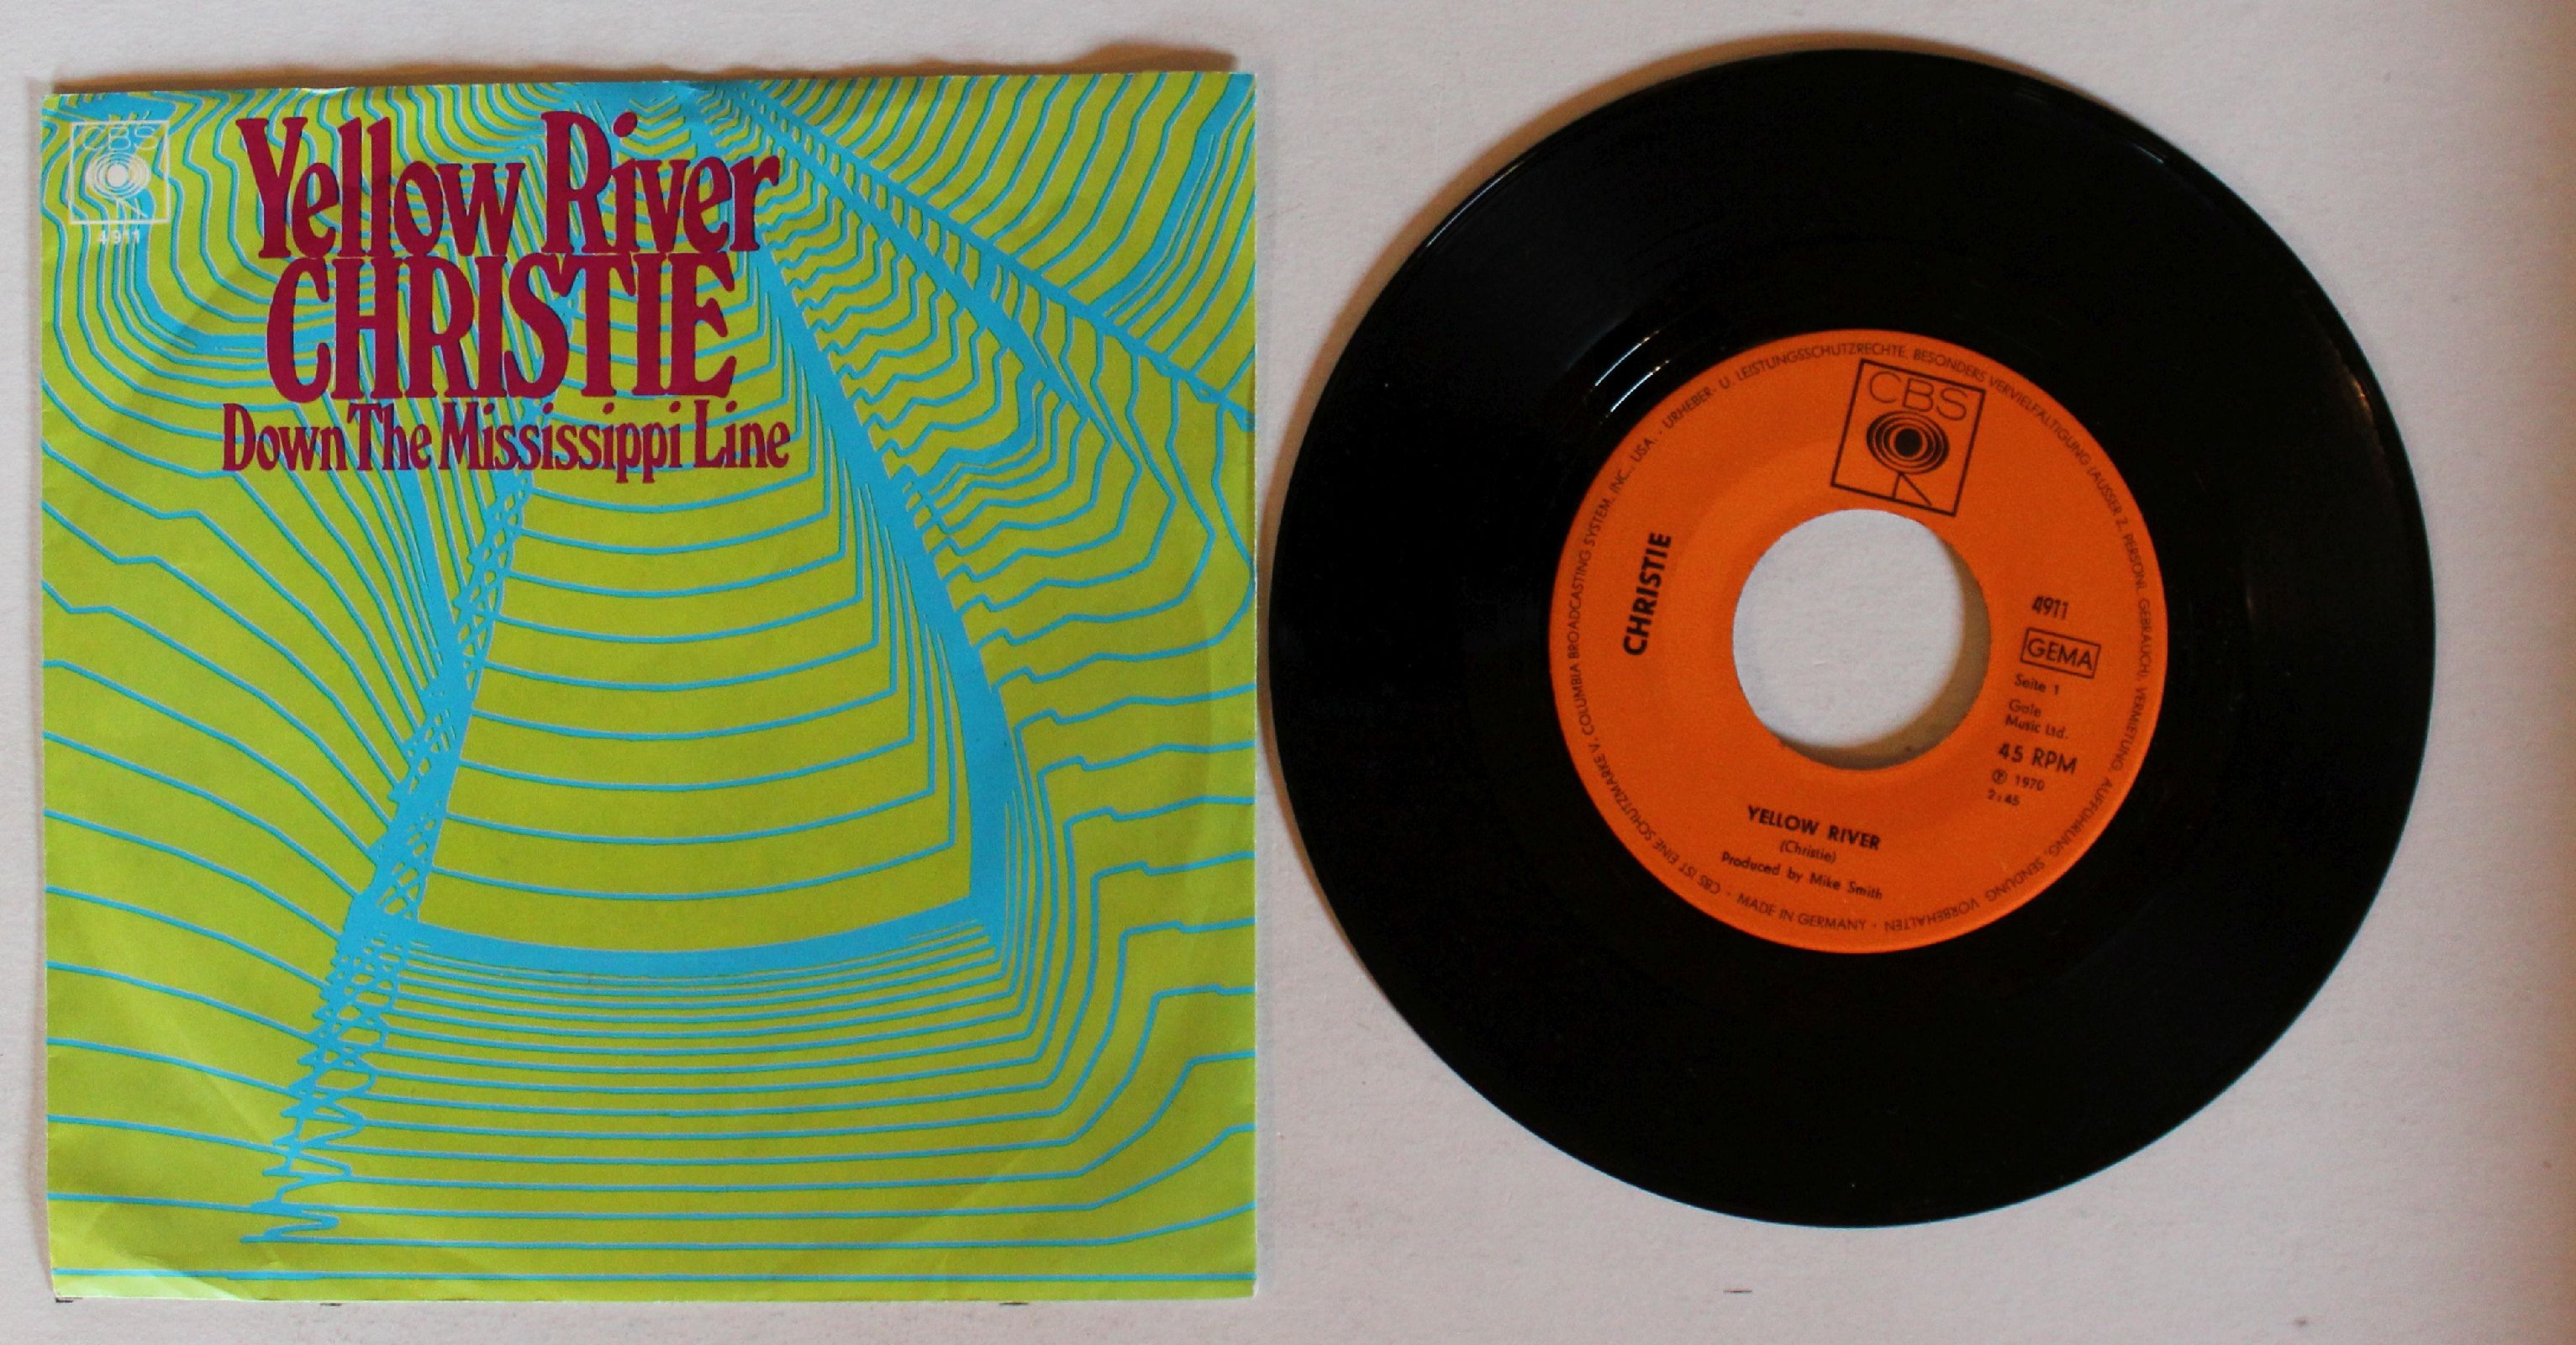 CBS
4911
Yellow River
CHRISTIE
Down The Mississippi Line
CBS
CHRISTIE
4911
GEMA
Seite 1
Gale
Music Ltd.
45 RPM
Ⓟ 1970
2:45
YELLOW RIVER
(Christie)
Produced by Mike Smith
CBS IST EINE SCHUTZMARKE V. COLUMBIA BROADCASTING SYSTEM, INC., USA. · URHEBER- U. LEISTUNGSSCHUTZRECHTE, BESONDERS VERVIELFÄLTIGUNG (AUSSER Z. PERSÖNL. GEBRAUCH), VERMIETUNG, AUFFÜHRUNG, SENDUNG VORBEHALTEN · MADE IN GERMANY ·